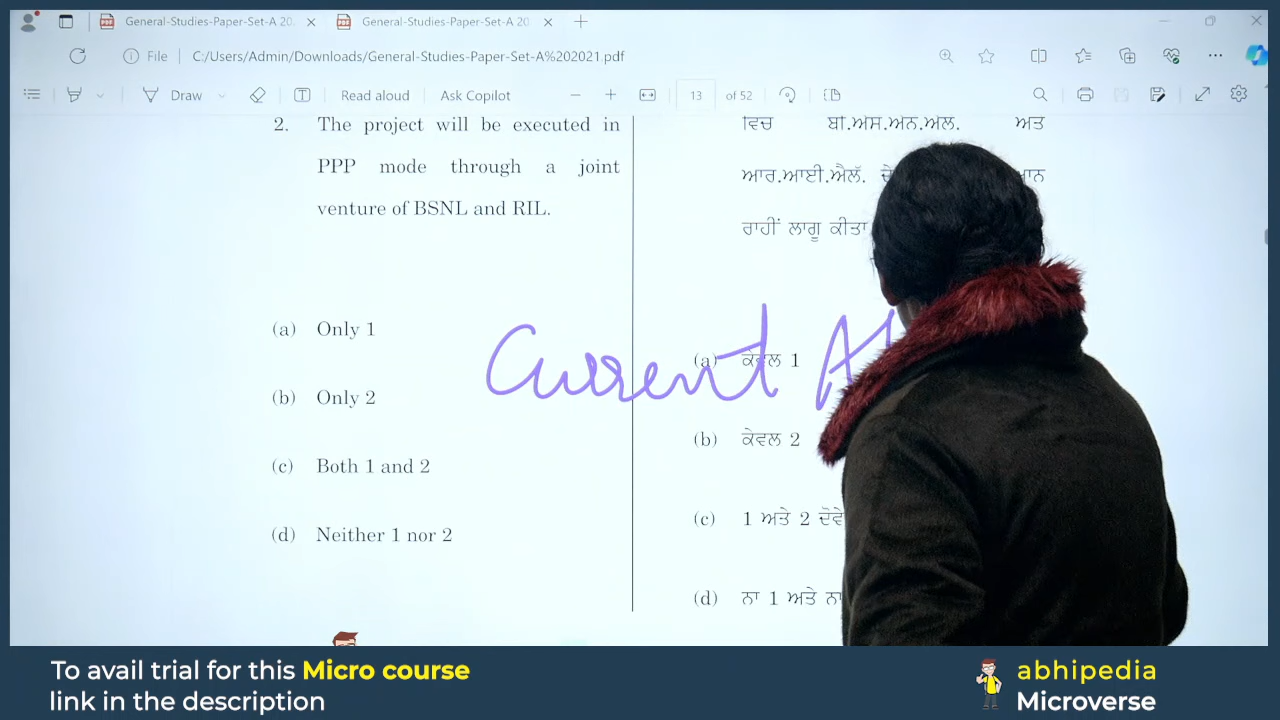 General-Studies-Paper-Set-A 20
General-Studies-Paper-Set-A 20
File C:/Users/Admin/Downloads/General-Studies-Paper-Set-A%202021.pdf
Draw Read aloud Ask Copilot 13 of 52
2. The project will be executed in
PPP mode through a joint
venture of BSNL and RIL.
(a) Only 1
(b) Only 2
(c) Both 1 and 2
(d) Neither 1 nor 2
ਵਿਚ ਬੀ.ਅਸ.ਅਨ.ਅਲ. ਅਤ
ਆਰ.ਆਈ.ਐਲੱ.
ਰਾਹੀਂ ਲਾਗੂ ਕੀਤਾ
(a) ਕੇਵਲ 1
(b) ਕੇਵਲ 2
(c) 1 ਅਤੇ 2 ਦੋਵੇਂ
(d) ਨਾ 1 ਅਤੇ ਨਾ
Current
To avail trial for this Micro course
link in the description
abhipedia
Microverse